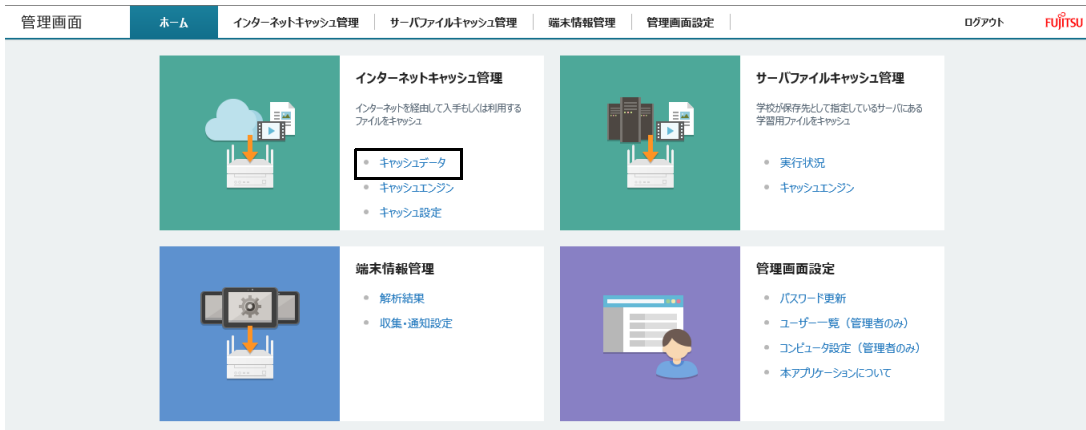 管理画面
ホーム
インターネットキャッシュ管理
サーバファイルキャッシュ管理
端末情報管理
管理画面設定
ログアウト
FUJITSU
インターネットキャッシュ管理
インターネットを経由して入手もしくは利用する
ファイルをキャッシュ
キャッシュデータ
キャッシュエンジン
キャッシュ設定
サーバファイルキャッシュ管理
学校が保存先として指定しているサーバにある
学習用ファイルをキャッシュ
実行状況
キャッシュエンジン
端末情報管理
解析結果
収集・通知設定
管理画面設定
パスワード更新
ユーザー一覧（管理者のみ）
コンピュータ設定（管理者のみ）
本アプリケーションについて